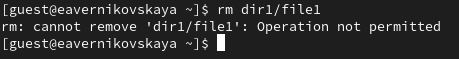 [guest@eavernikovskaya ~]$ rm dir1/file1
rm: cannot remove 'dir1/file1': Operation not permitted
[guest@eavernikovskaya ~]$